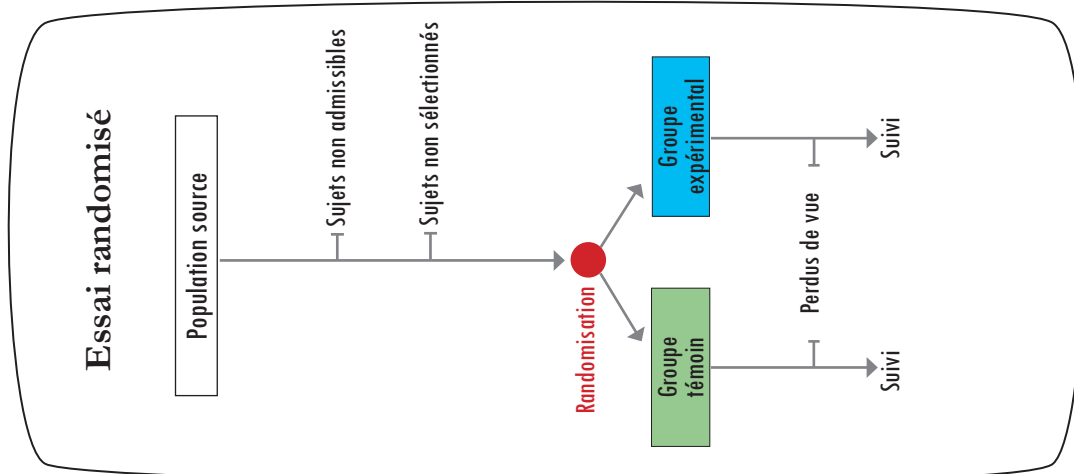 Essai randomisé
Population source
Sujets non admissibles
Sujets non sélectionnés
Randomisation
Groupe
témoin
Groupe
expérimental
Perdus de vue
Suivi
Suivi